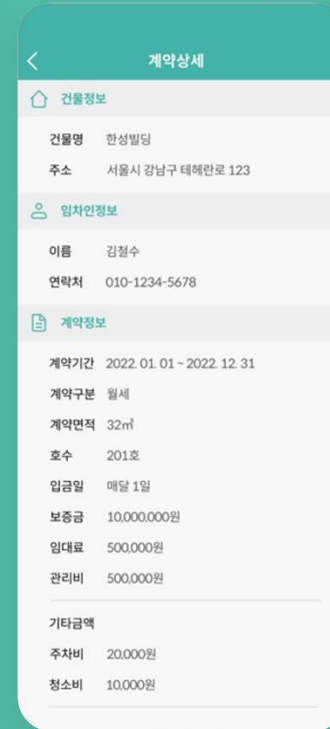 계약상세
건물정보
건물명 한성빌딩
주소 서울시 강남구 테헤란로 123
임차인정보
이름 김철수
연락처 010-1234-5678
계약정보
계약기간 2022. 01. 01 ~ 2022. 12. 31
계약구분 월세
계약면적 32㎡
호수 201호
입금일 매달 1일
보증금 10,000,000원
임대료 500,000원
관리비 500,000원
기타금액
주차비 20,000원
청소비 10,000원